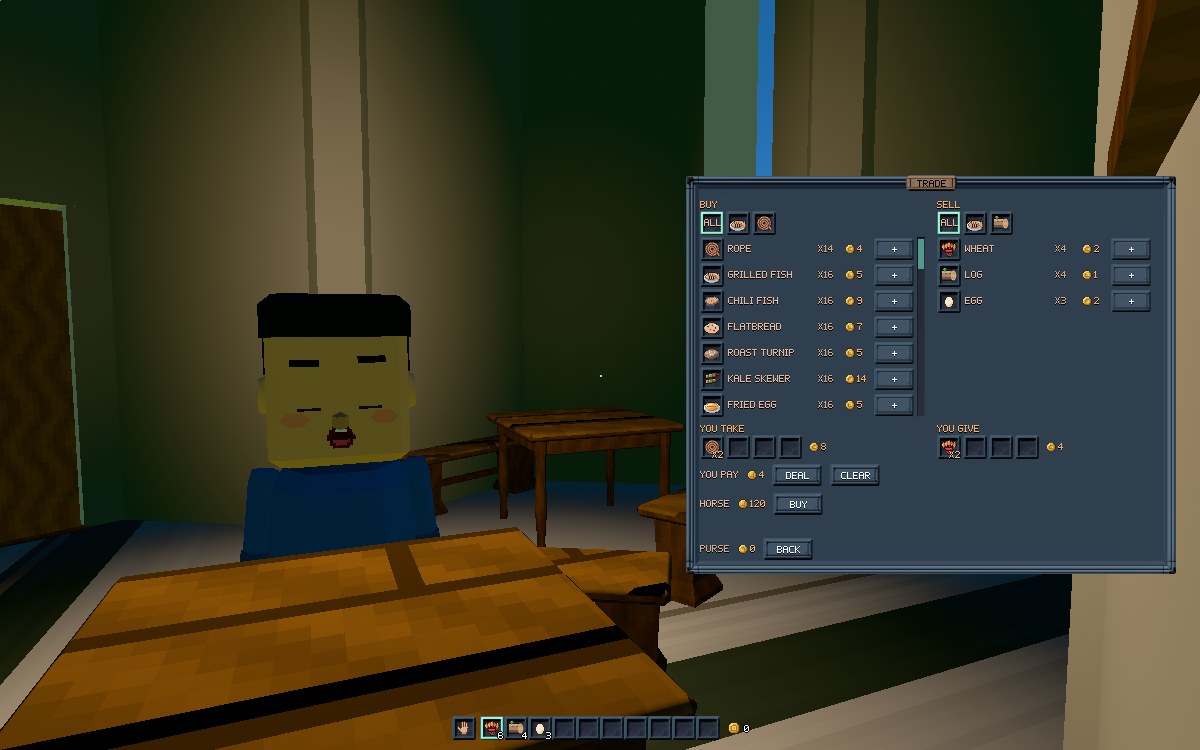 TRADE
BUY
ALL
ROPE X14 4 +
GRILLED FISH X16 5 +
CHILI FISH X16 9 +
FLATBREAD X16 7 +
ROAST TURNIP X16 5 +
KALE SKEWER X16 14 +
FRIED EGG X16 5 +
SELL
ALL
WHEAT X4 2 +
LOG X4 1 +
EGG X3 2 +
YOU TAKE
X2 8
YOU GIVE
X2 4
YOU PAY 4 DEAL CLEAR
HORSE 120 BUY
PURSE 0 BACK
6 4 3 0